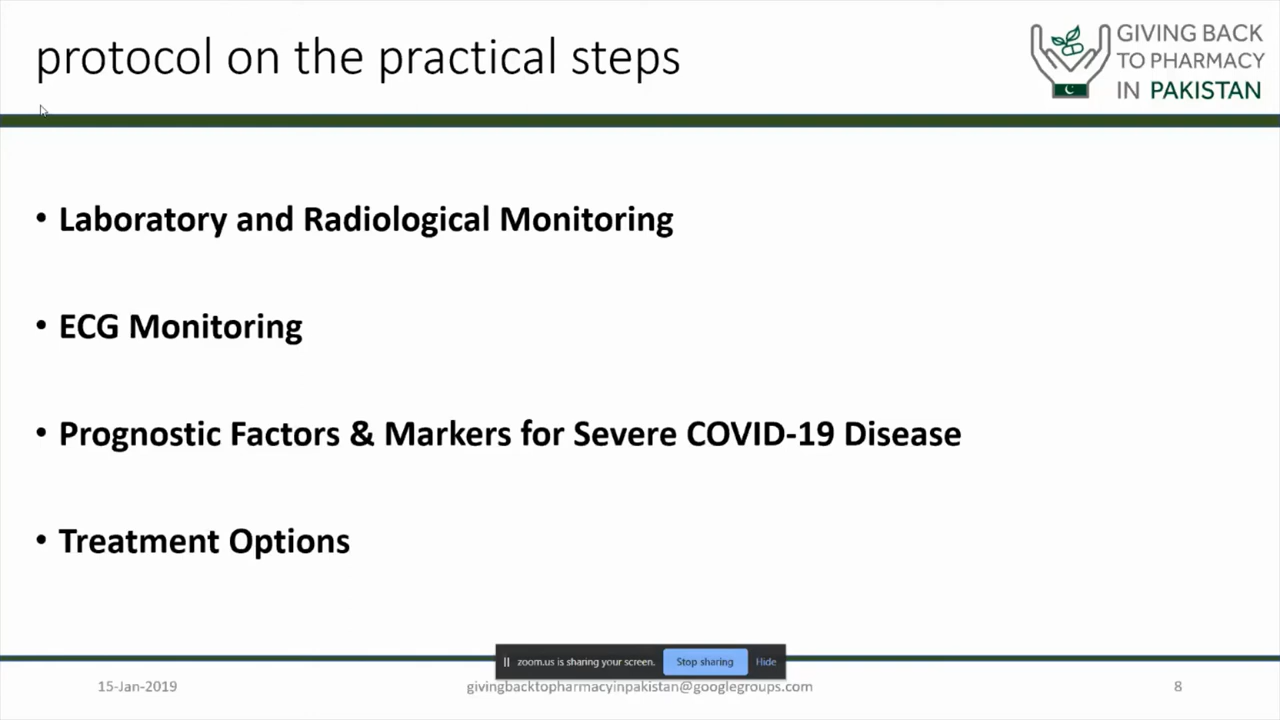 protocol on the practical steps
GIVING BACK
TO PHARMACY
IN PAKISTAN
• Laboratory and Radiological Monitoring
• ECG Monitoring
• Prognostic Factors & Markers for Severe COVID-19 Disease
• Treatment Options
zoom.us is sharing your screen. Stop sharing Hide
15-Jan-2019 givingbacktopharmacyinpakistan@googlegroups.com 8